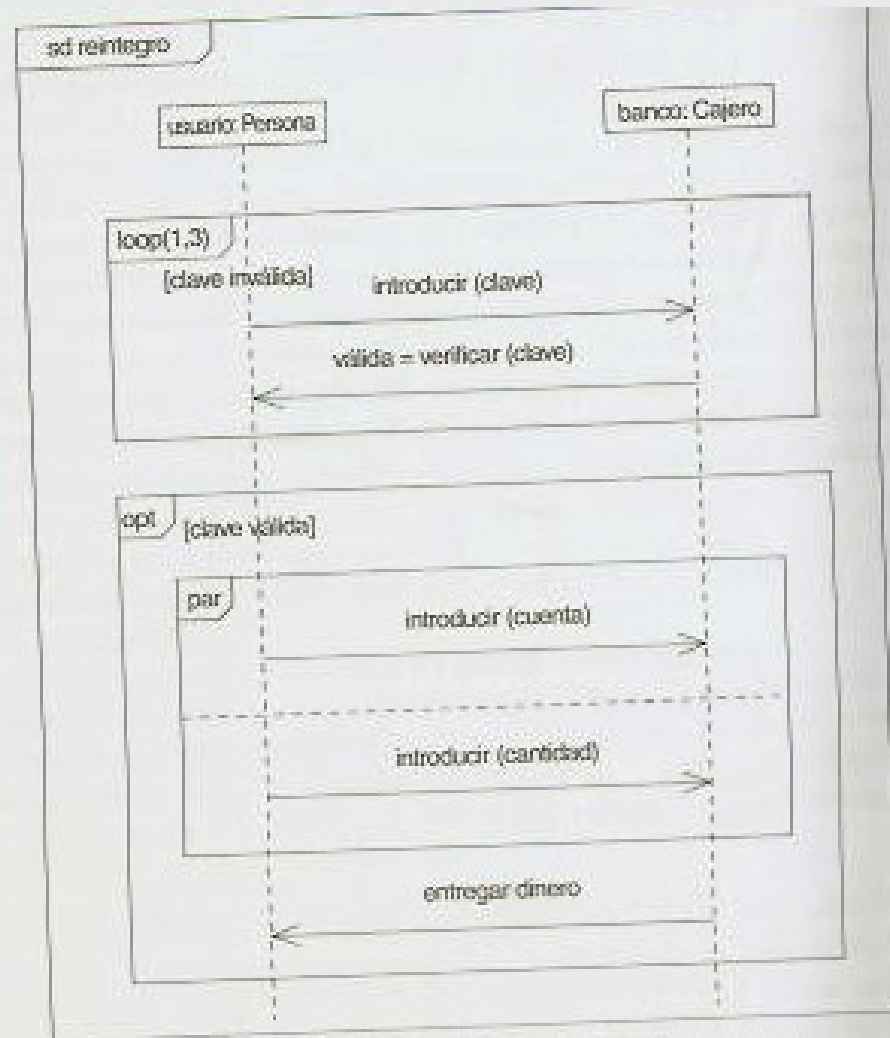 sd reintegro
usuario: Persona
banco: Cajero
loop(1,3)
[clave inválida]
introducir (clave)
válida = verificar (clave)
opt
[clave válida]
par
introducir (cuenta)
introducir (cantidad)
entregar dinero